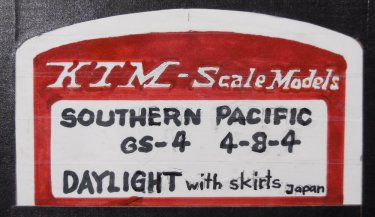 KTM-Scale Models
SOUTHERN PACIFIC
GS-4 4-8-4
DAYLIGHT with skirts Japan